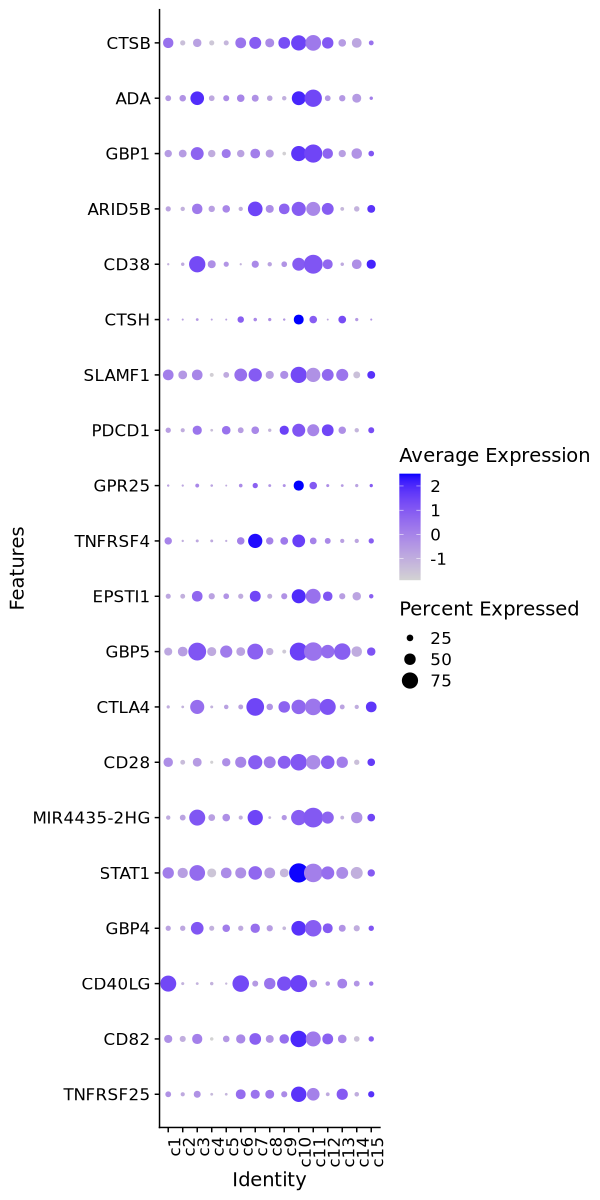 CTSB
ADA
GBP1
ARID5B
CD38
CTSH
SLAMF1
PDCD1
GPR25
TNFRSF4
EPSTI1
GBP5
CTLA4
CD28
MIR4435-2HG
STAT1
GBP4
CD40LG
CD82
TNFRSF25
Features
c1 c2 c3 c4 c5 c6 c7 c8 c9 c10 c11 c12 c13 c14 c15
Identity
Average Expression
2
1
0
-1
Percent Expressed
25
50
75